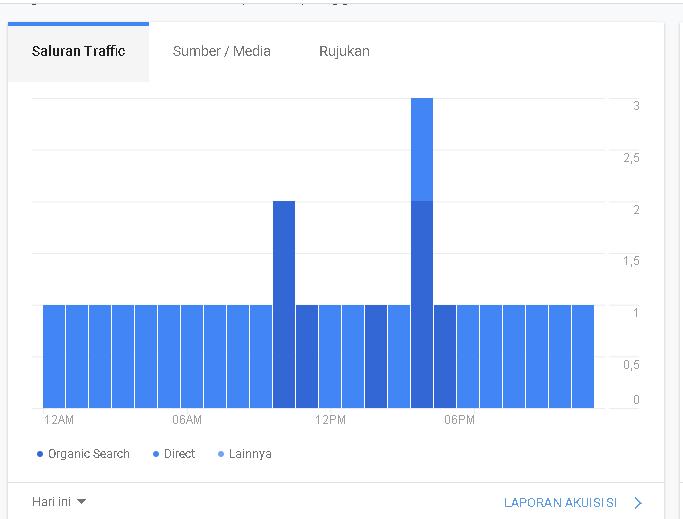 Saluran Traffic
Sumber / Media
Rujukan
3
2,5
2
1,5
1
0,5
0
12AM
06AM
12PM
06PM
Organic Search
Direct
Lainnya
Hari ini
LAPORAN AKUISISI